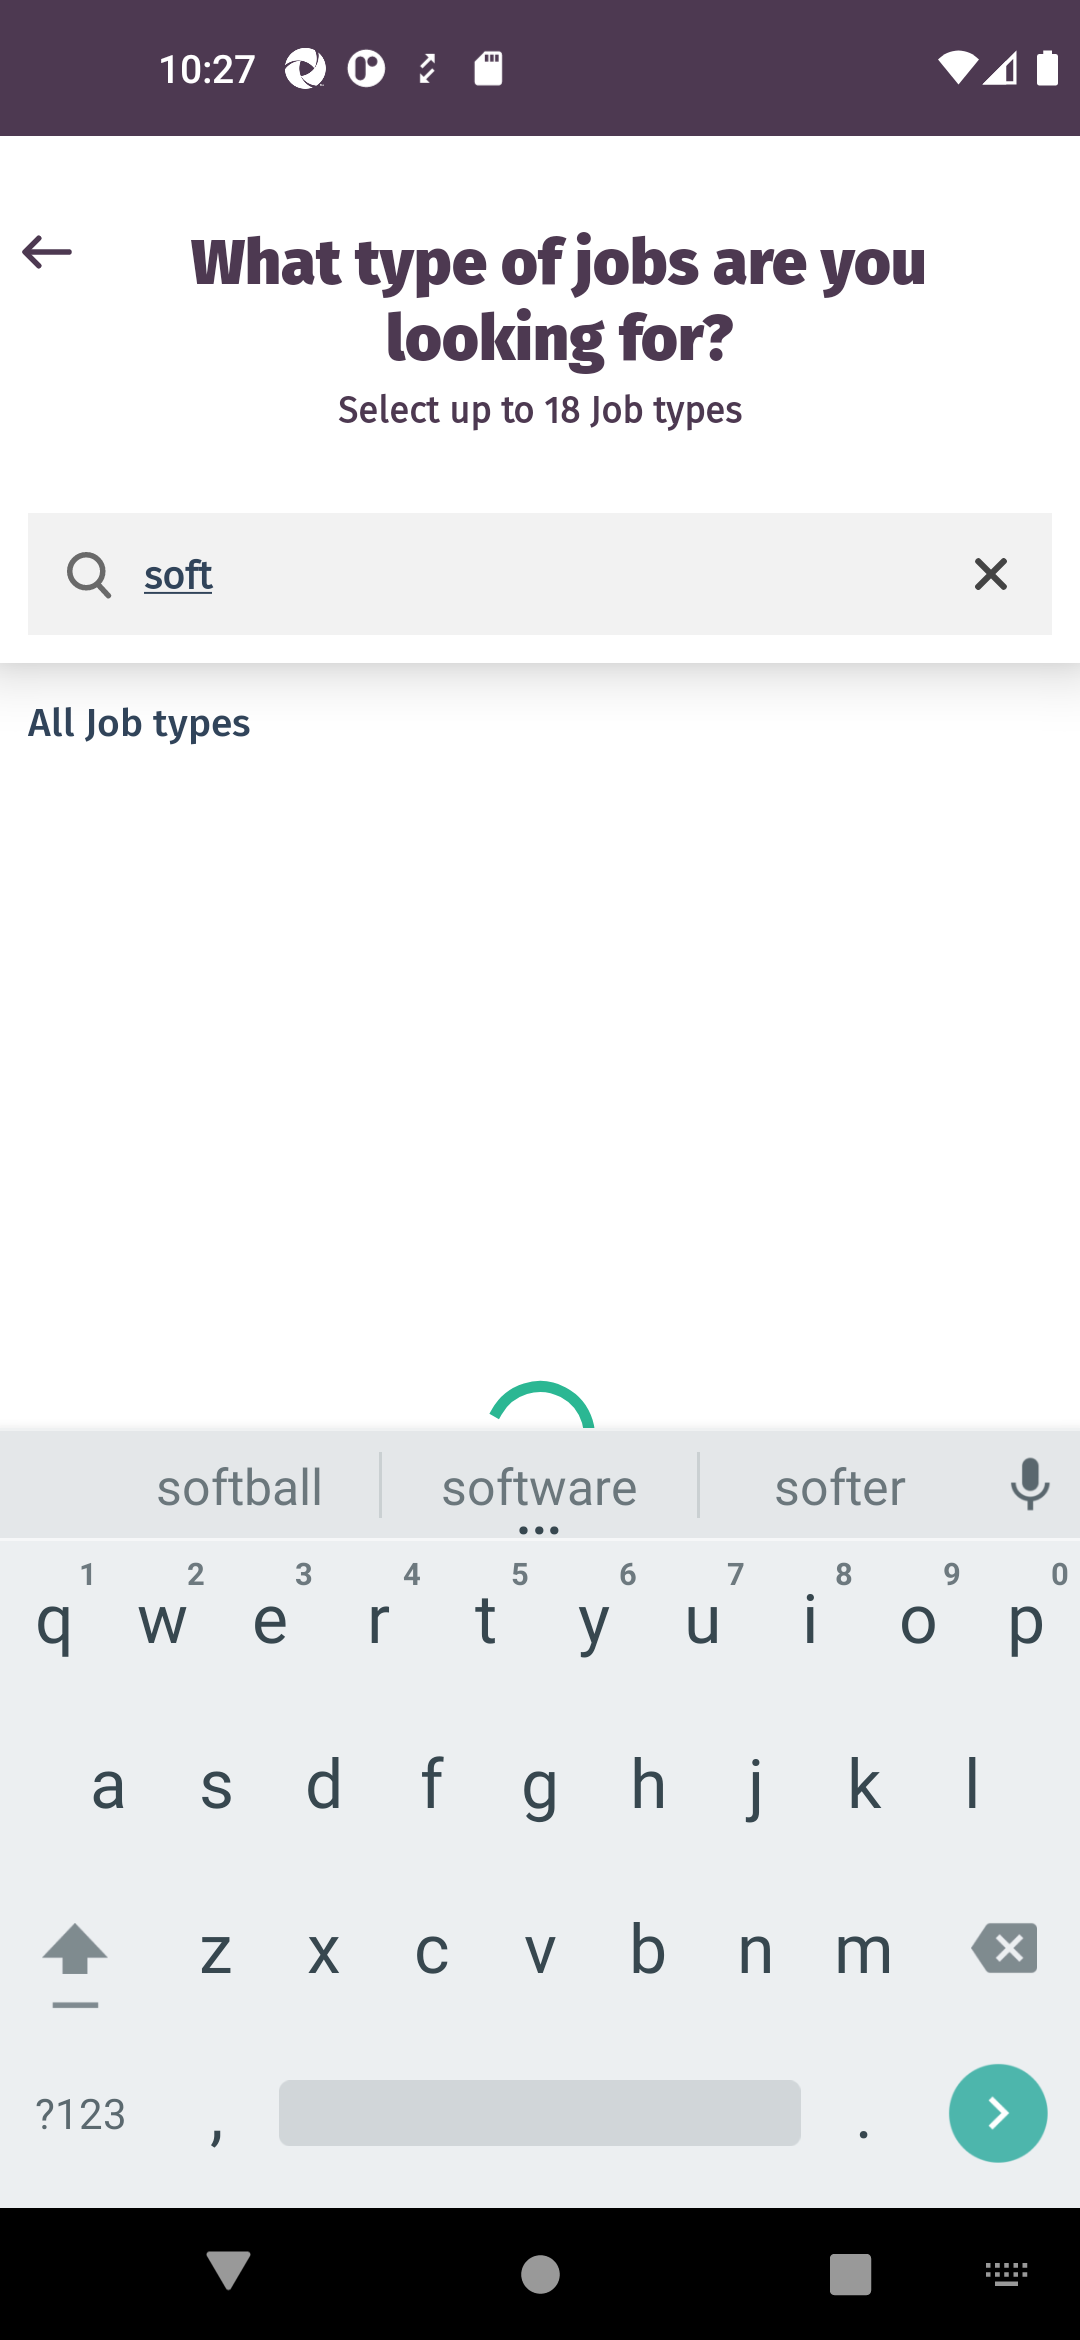 10:27
What type of jobs are you
looking for?
Select up to 18 Job types
soft
All Job types
softball software softer
1 2 3 4 5 6 7 8 9 0
q w e r t y u i o p
a s d f g h j k l
z x c v b n m
?123 , .